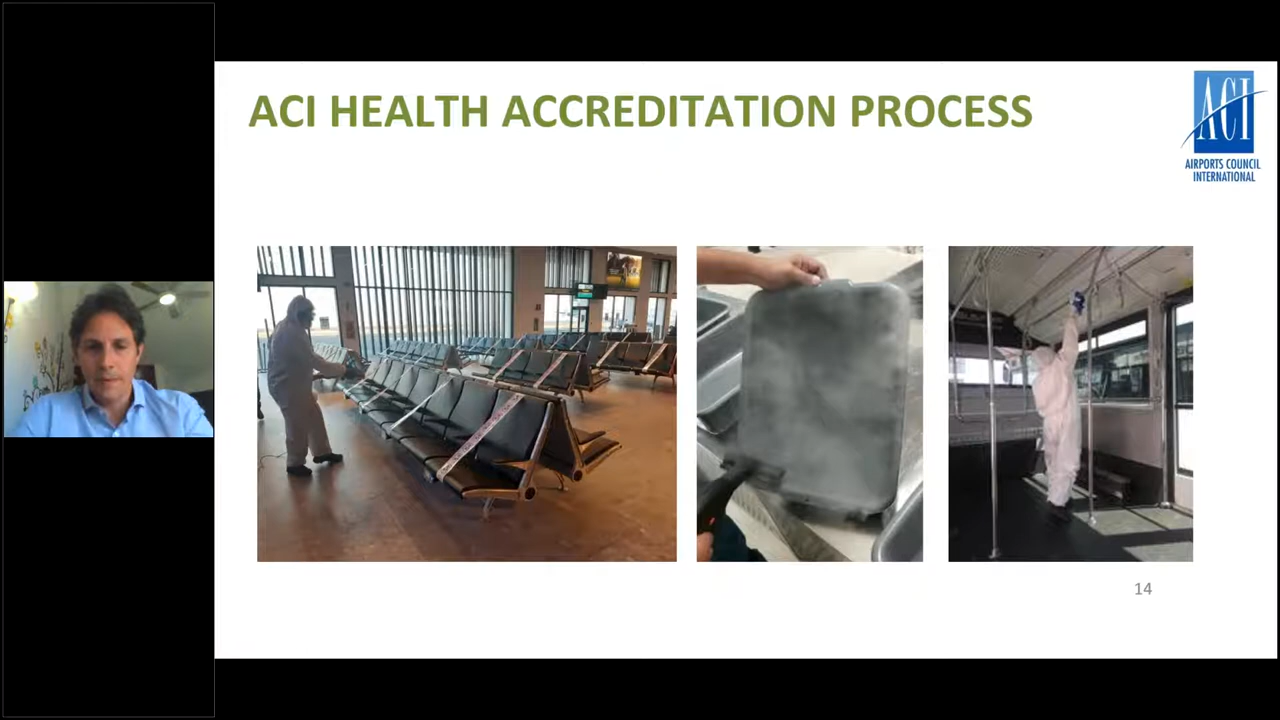 ACI HEALTH ACCREDITATION PROCESS
ACI
AIRPORTS COUNCIL
INTERNATIONAL
14